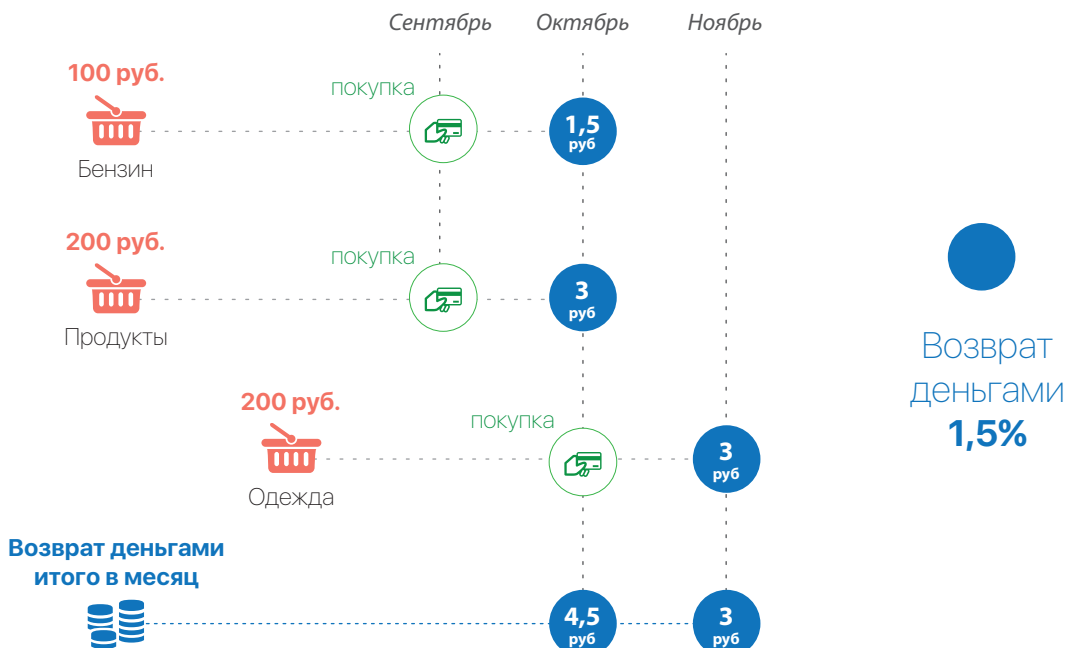 Сентябрь Октябрь Ноябрь
100 руб.
покупка
1,5
руб
Бензин
200 руб.
покупка
3
руб
Продукты
Возврат
деньгами
1,5%
200 руб.
покупка
3
руб
Одежда
Возврат деньгами
итого в месяц
4,5
руб
3
руб